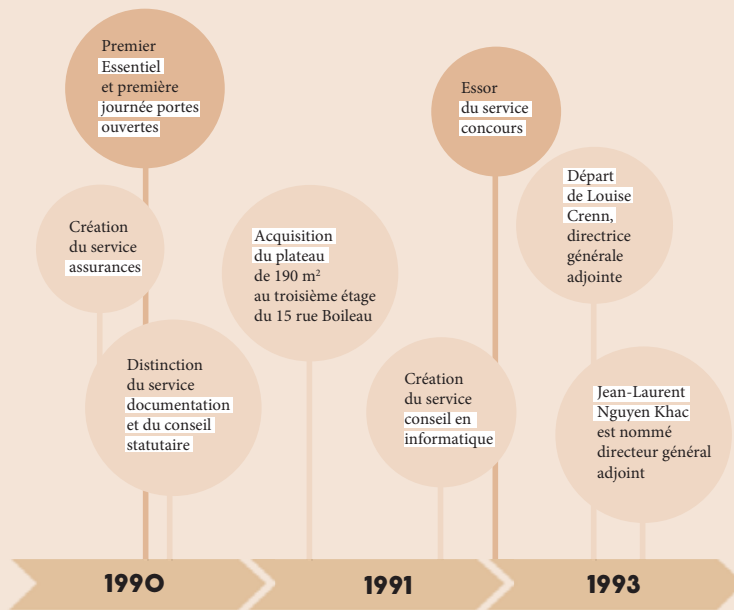 Premier
Essentiel
et première
journée portes
ouvertes
Création
du service
assurances
Distinction
du service
documentation
et du conseil
statutaire
Acquisition
du plateau
de 190 m²
au troisième étage
du 15 rue Boileau
Création
du service
conseil en
informatique
Essor
du service
concours
Départ
de Louise
Crenn,
directrice
générale
adjointe
Jean-Laurent
Nguyen Khac
est nommé
directeur général
adjoint
1990
1991
1993